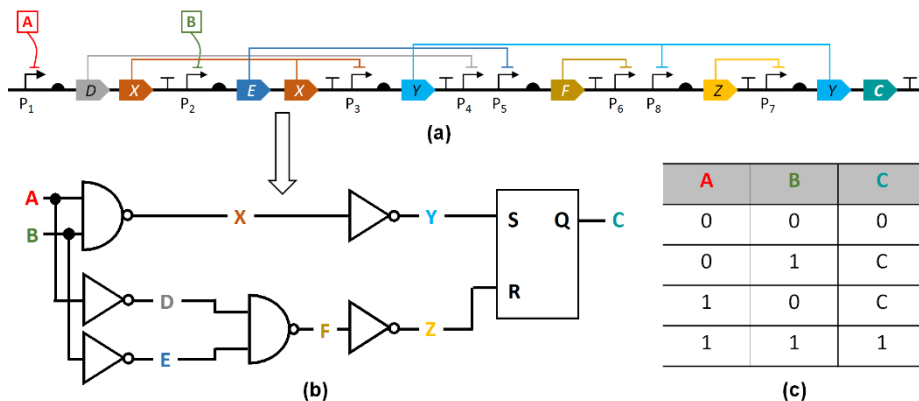 A B
D X E X Y F Z Y C
P1 P2 P3 P4 P5 P6 P8 P7
(a)
A X Y S Q C
B
R
D F Z
E
(b)
A B C
0 0 0
0 1 C
1 0 C
1 1 1
(c)